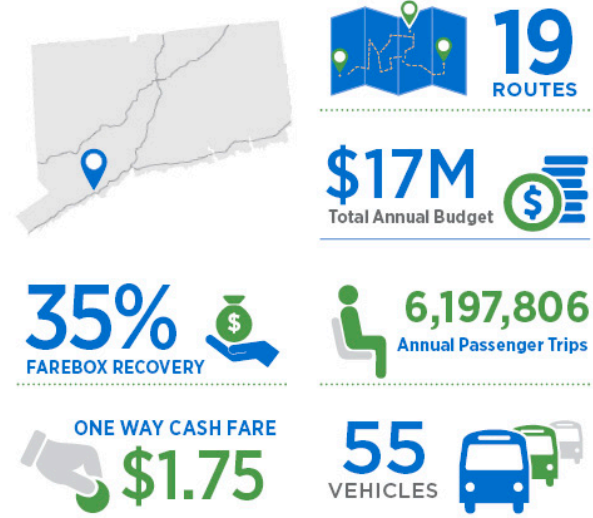 19
ROUTES
$17M
Total Annual Budget
$
35%
FAREBOX RECOVERY
$
6,197,806
Annual Passenger Trips
ONE WAY CASH FARE
$1.75
55
VEHICLES